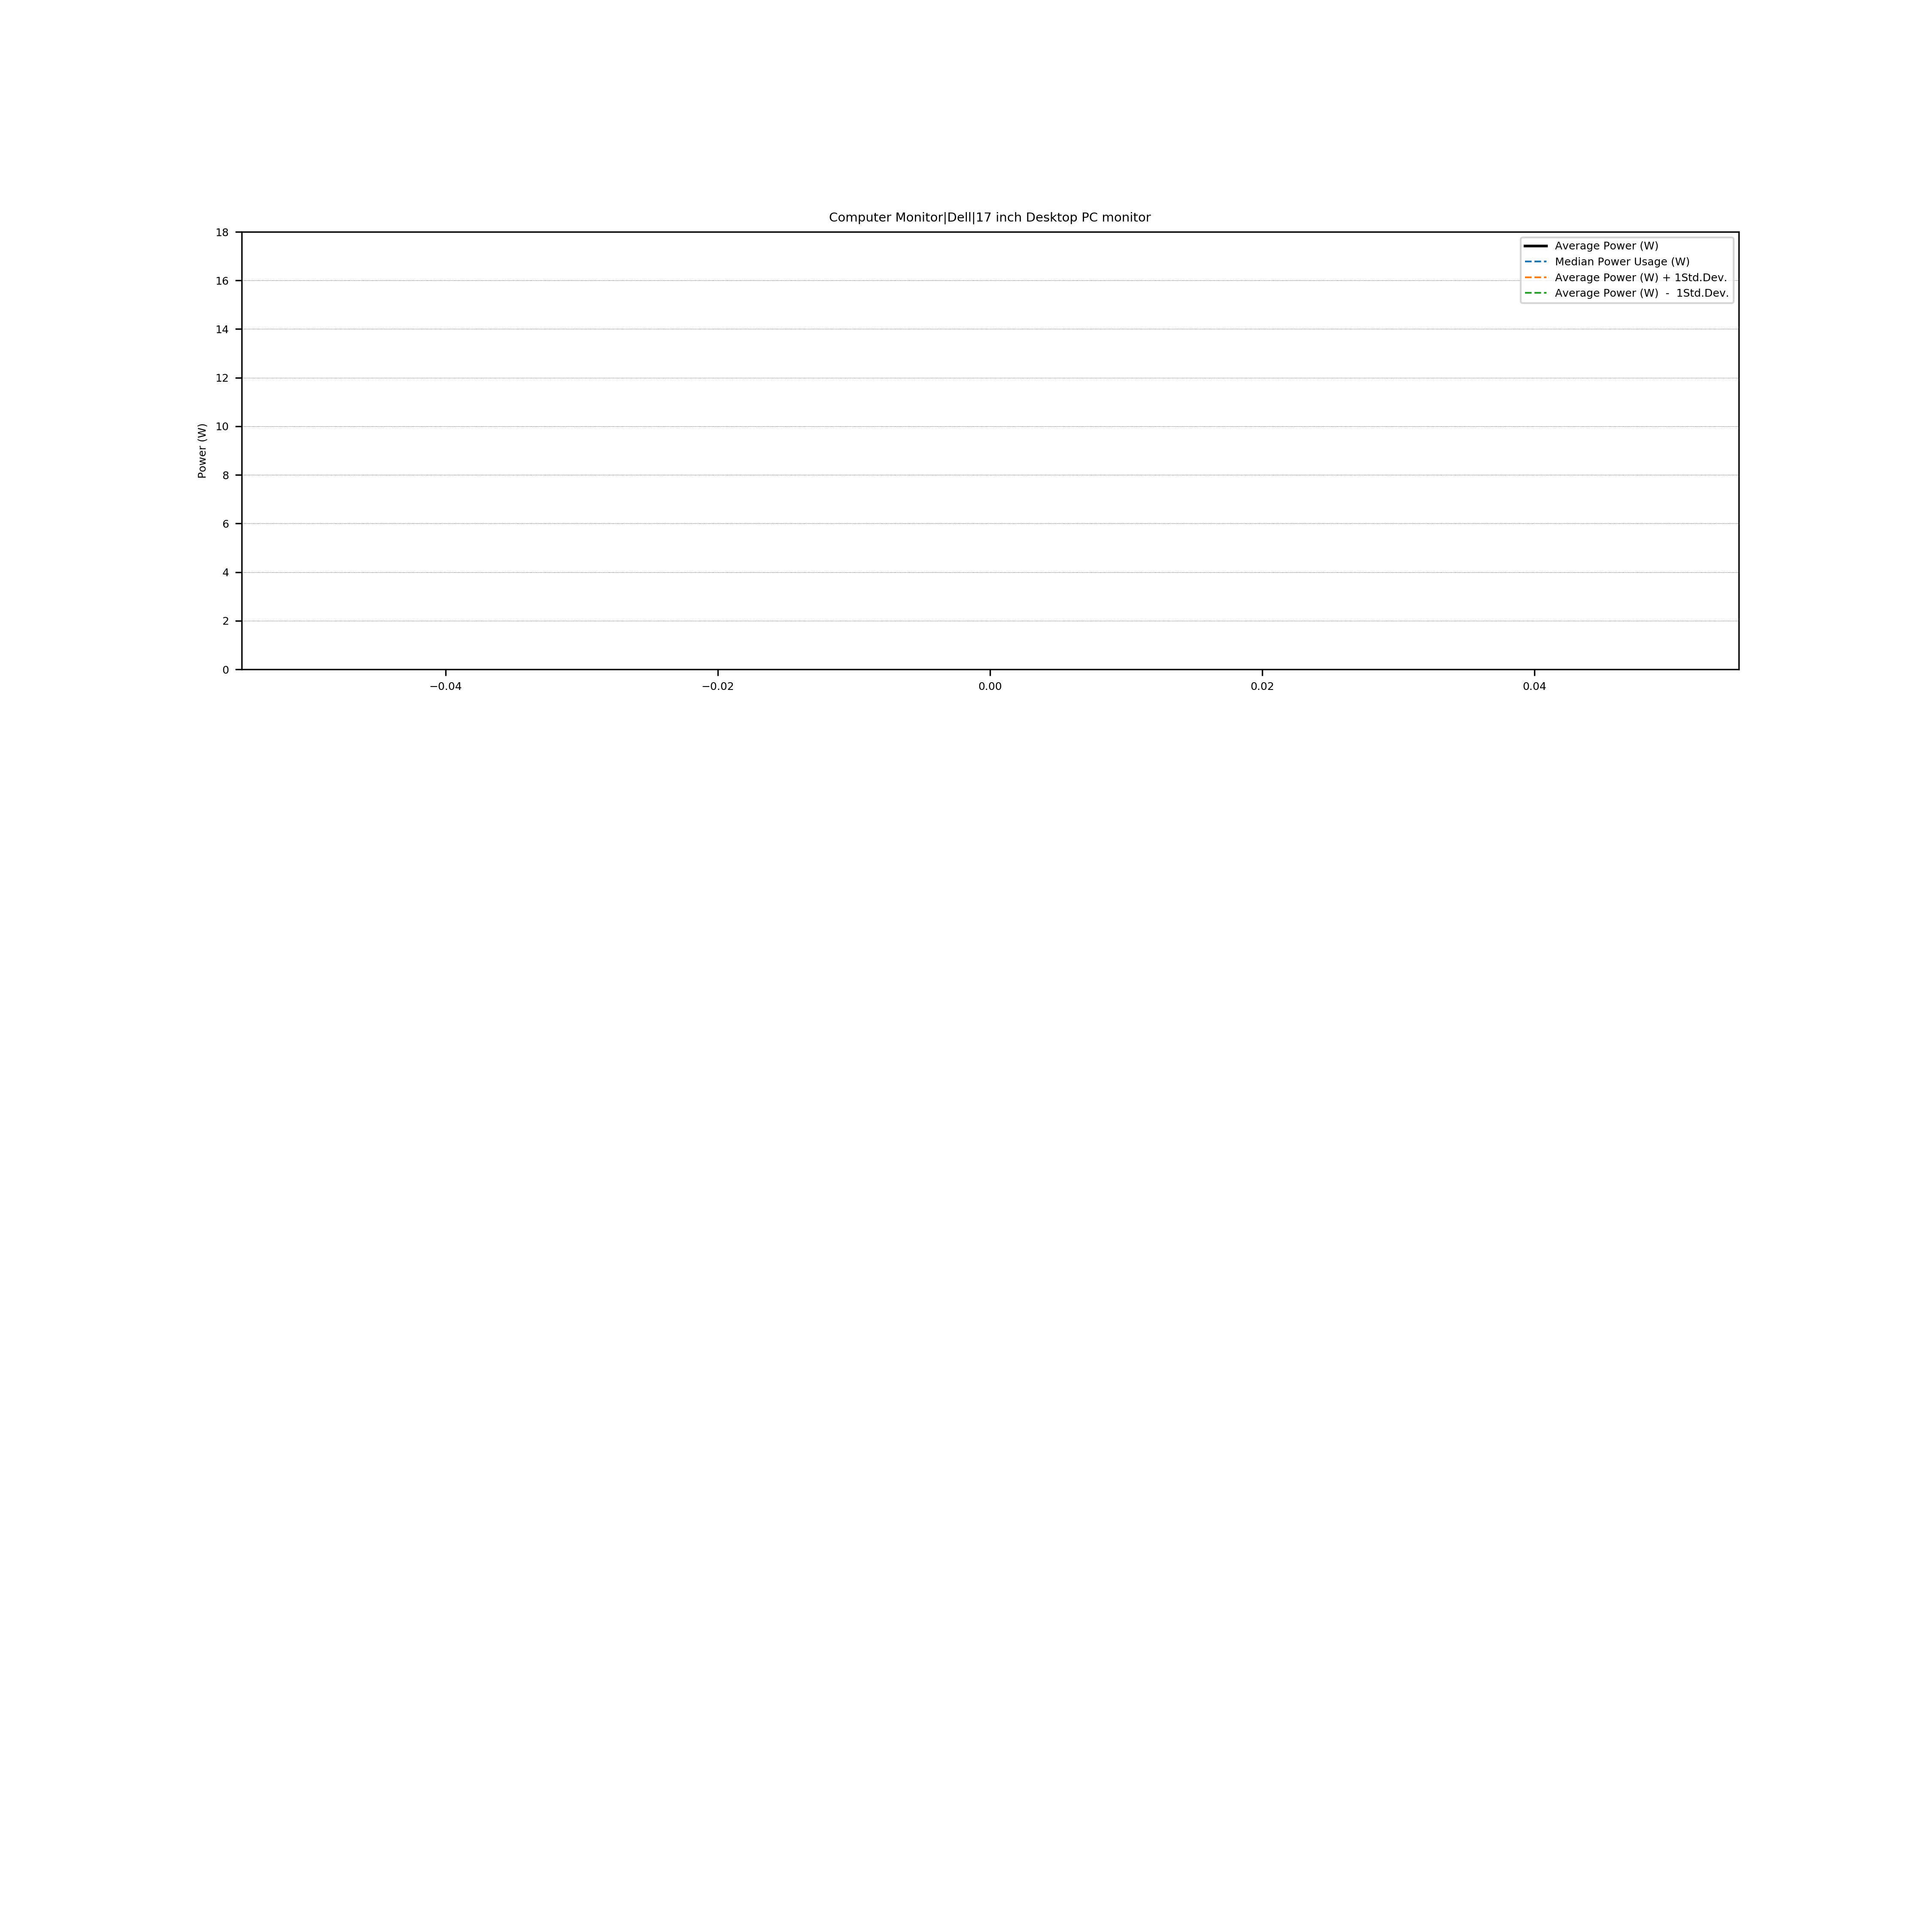 Computer Monitor|Dell|17 inch Desktop PC monitor
18
16
14
12
10
8
6
4
2
0
Power (W)
Average Power (W)
Median Power Usage (W)
Average Power (W) + 1Std.Dev.
Average Power (W)  -  1Std.Dev.
−0.04 −0.02 0.00 0.02 0.04